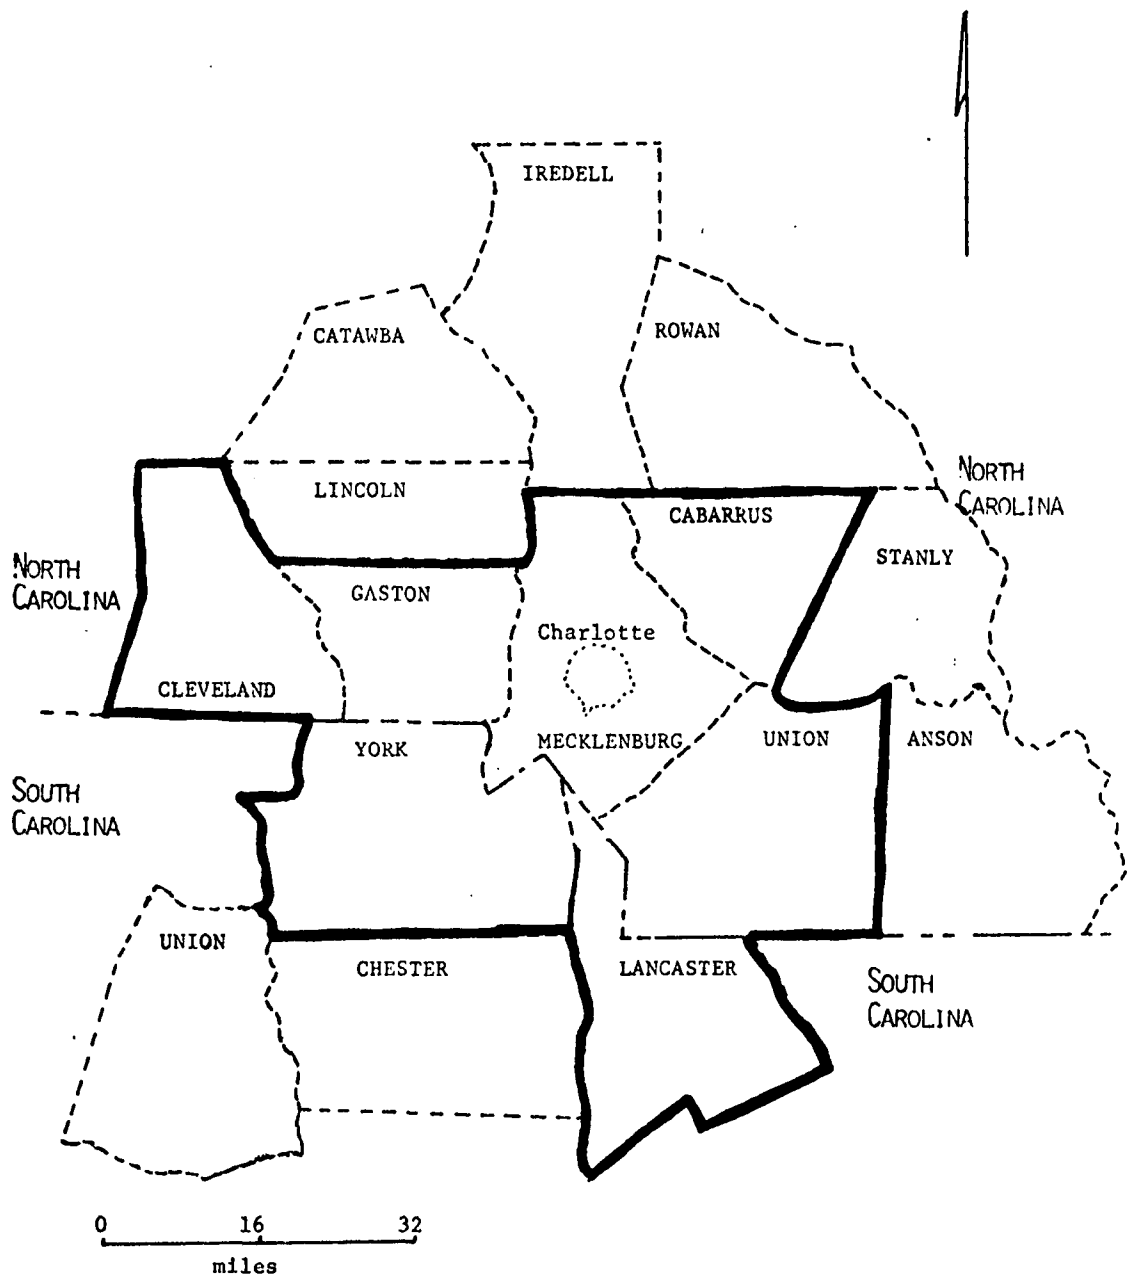 IREDELL
CATAWBA
ROWAN
LINCOLN
NORTH
CAROLINA
CABARRUS
STANLY
NORTH
CAROLINA
GASTON
Charlotte
CLEVELAND
YORK
MECKLENBURG
UNION
ANSON
SOUTH
CAROLINA
UNION
CHESTER
LANCASTER
SOUTH
CAROLINA
0 16 32
miles